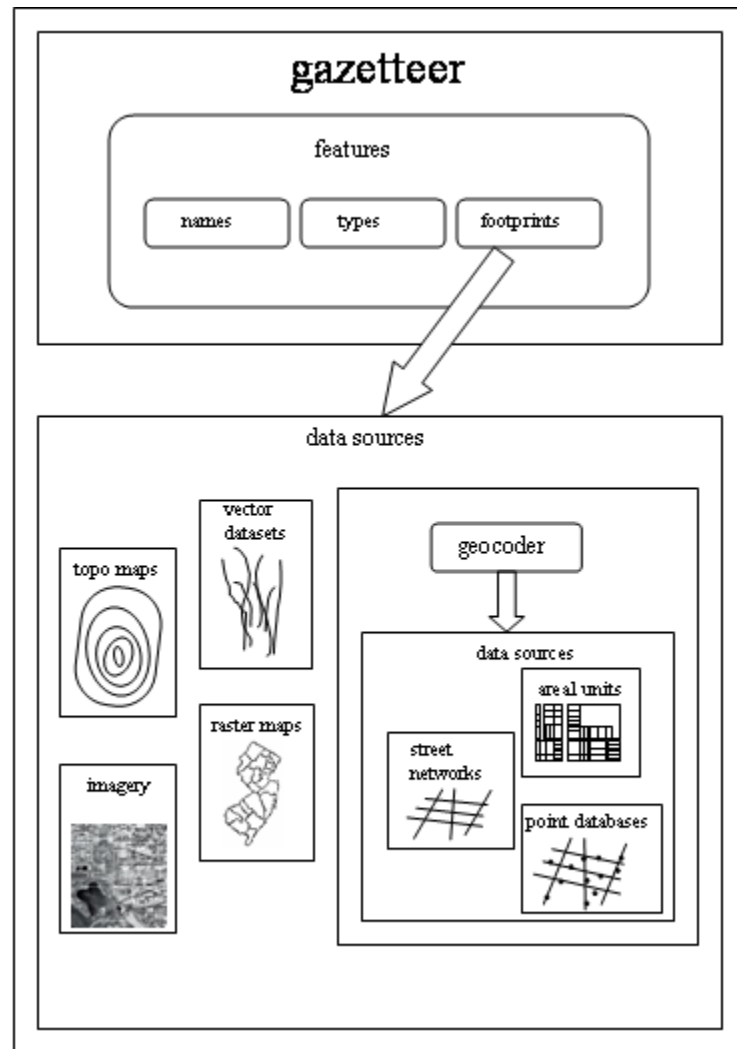 gazetteer
features
names
types
footprints
data sources
vector
datasets
topo maps
raster maps
imagery
geocoder
data sources
areal units
street
networks
point databases